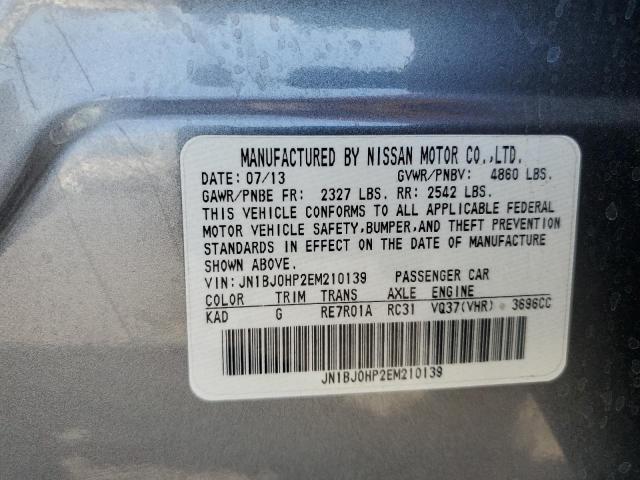 MANUFACTURED BY NISSAN MOTOR CO.,LTD.
DATE: 07/13 GVWR/PNBV: 4860 LBS.
GAWR/PNBE FR: 2327 LBS. RR: 2542 LBS.
THIS VEHICLE CONFORMS TO ALL APPLICABLE FEDERAL
MOTOR VEHICLE SAFETY,BUMPER,AND THEFT PREVENTION
STANDARDS IN EFFECT ON THE DATE OF MANUFACTURE
SHOWN ABOVE.
VIN: JN1BJ0HP2EM210139 PASSENGER CAR
COLOR TRIM TRANS AXLE ENGINE
KAD G RE7R01A RC31 VQ37(VHR) 3696CC
JN1BJ0HP2EM210139